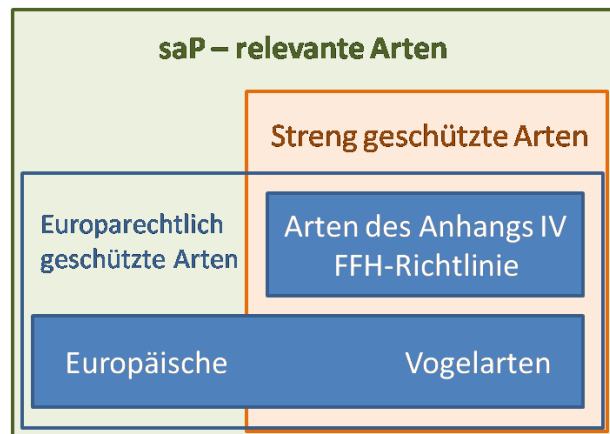 saP – relevante Arten
Streng geschützte Arten
Europarechtlich
geschützte Arten
Arten des Anhangs IV
FFH-Richtlinie
Europäische Vogelarten